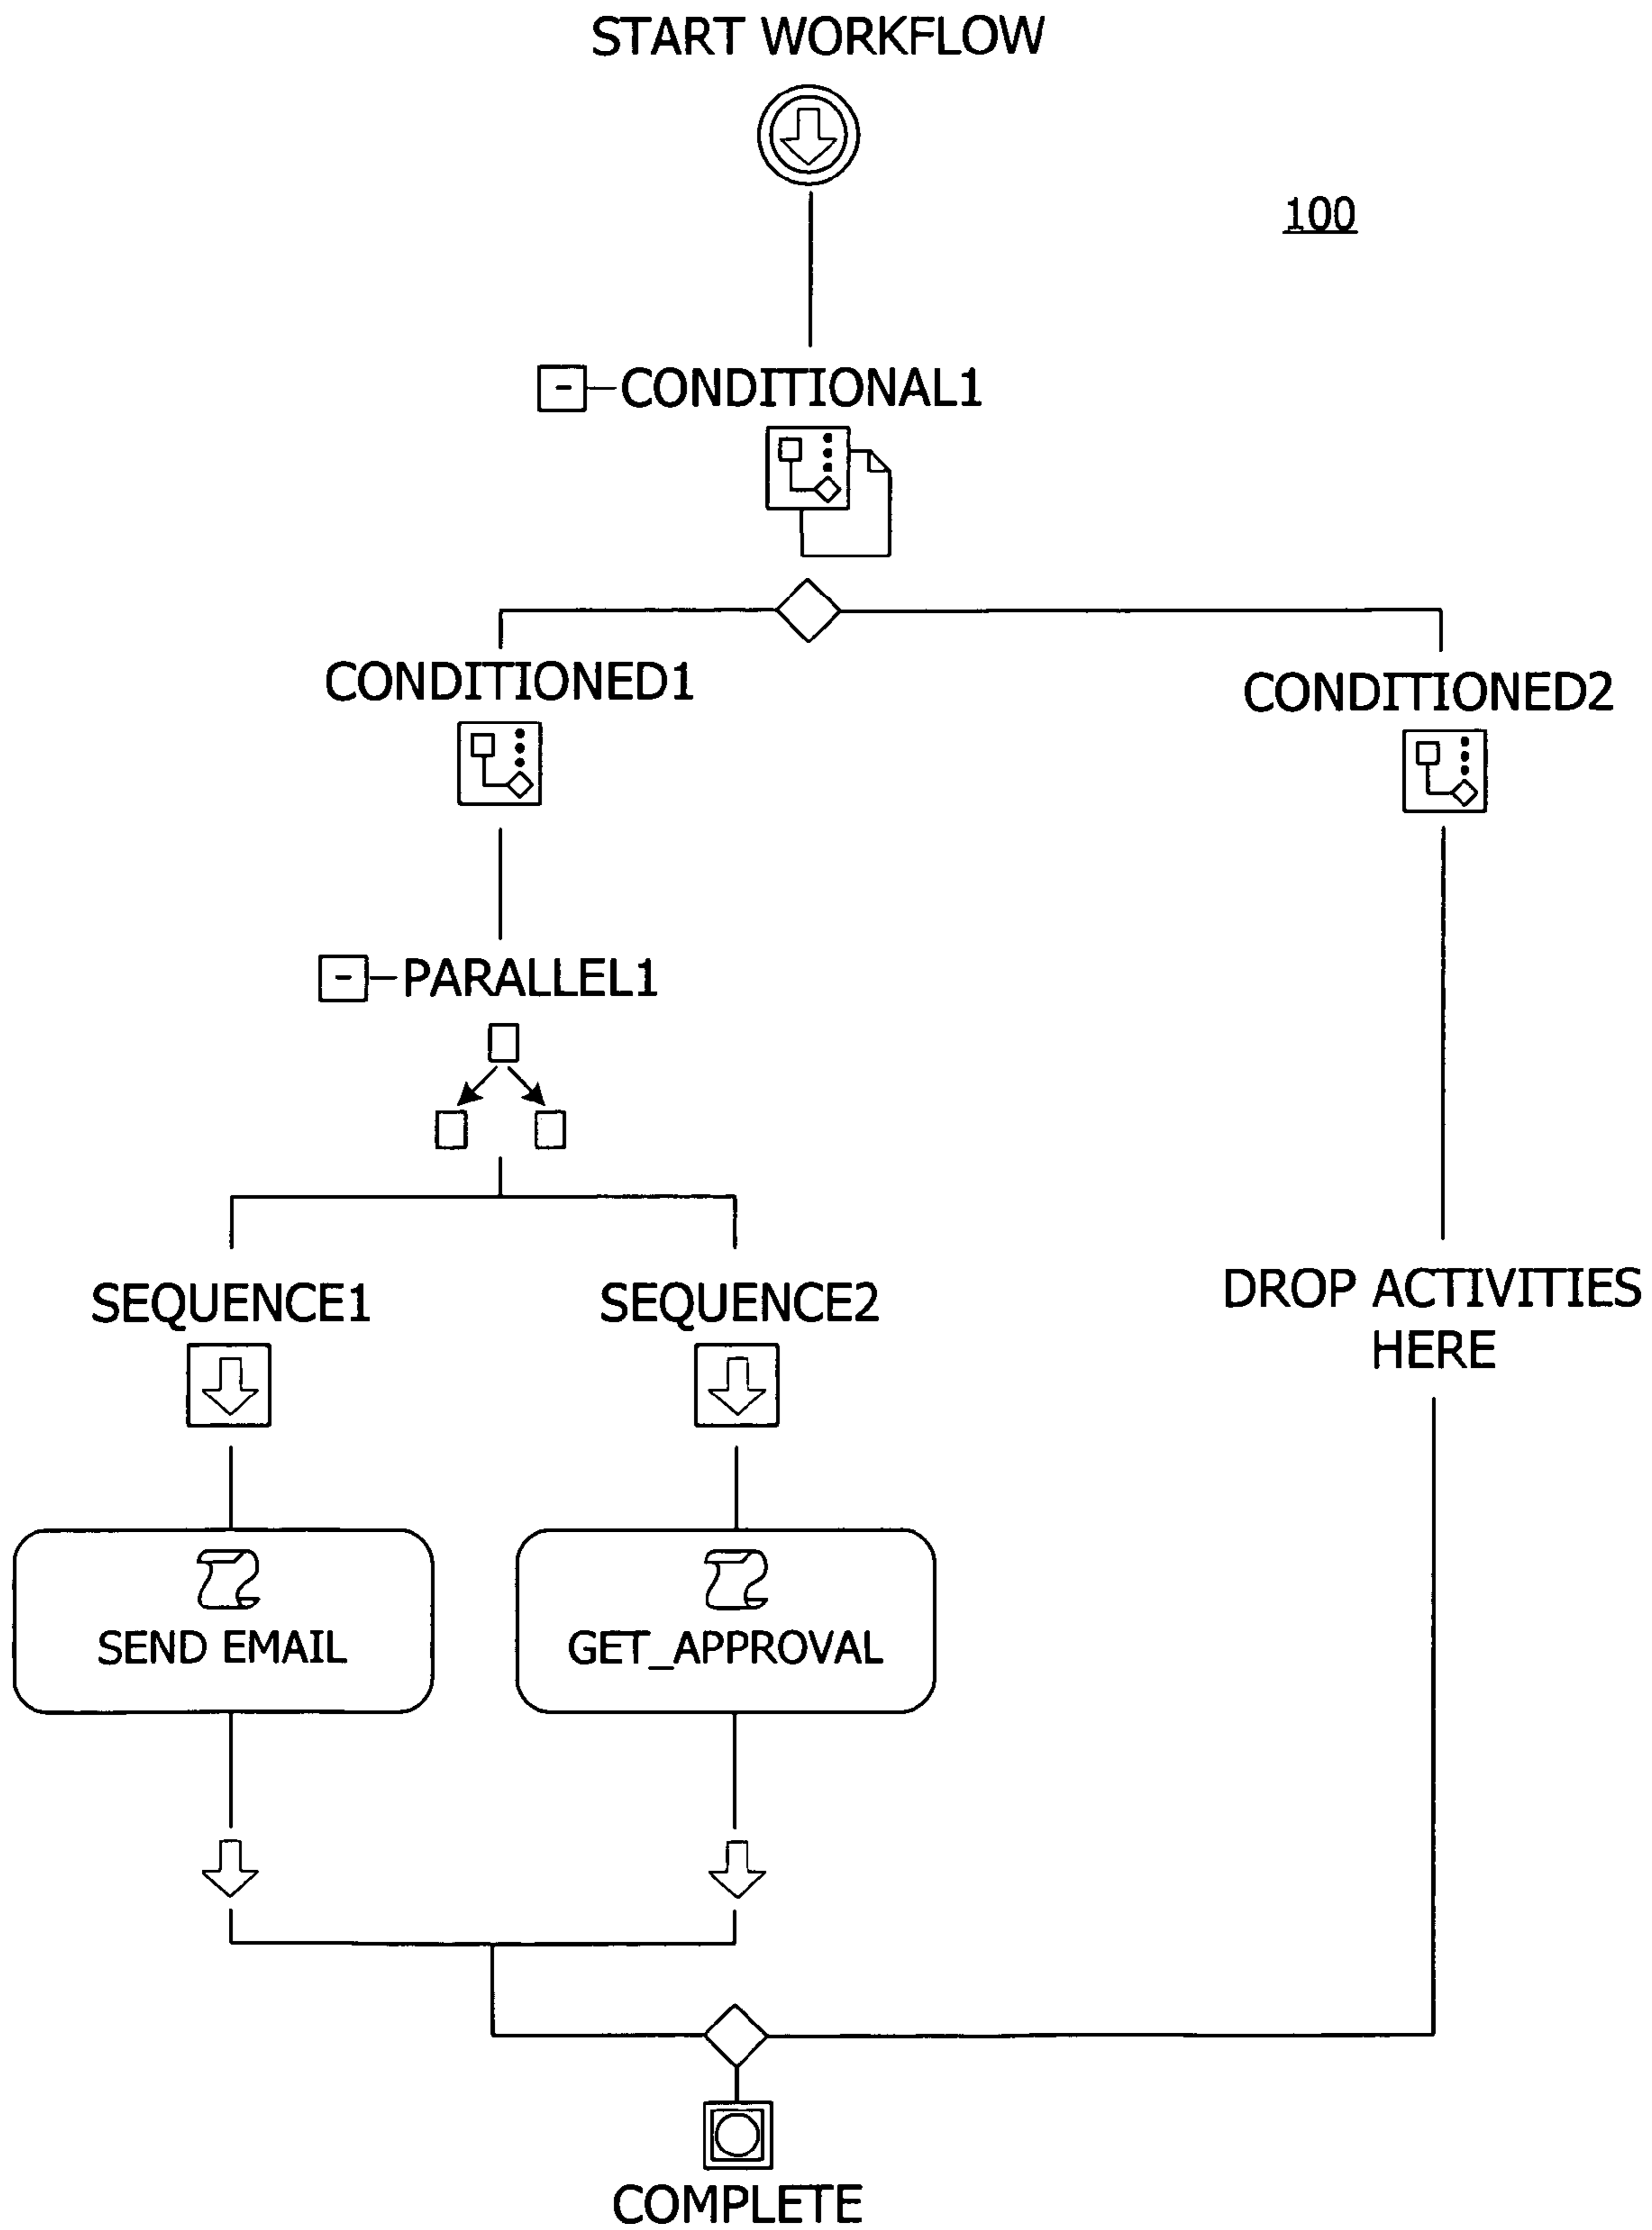 START WORKFLOW
100
CONDITIONAL1
CONDITIONED1
CONDITIONED2
PARALLEL1
SEQUENCE1
SEQUENCE2
DROP ACTIVITIES
HERE
SEND EMAIL
GET_APPROVAL
COMPLETE